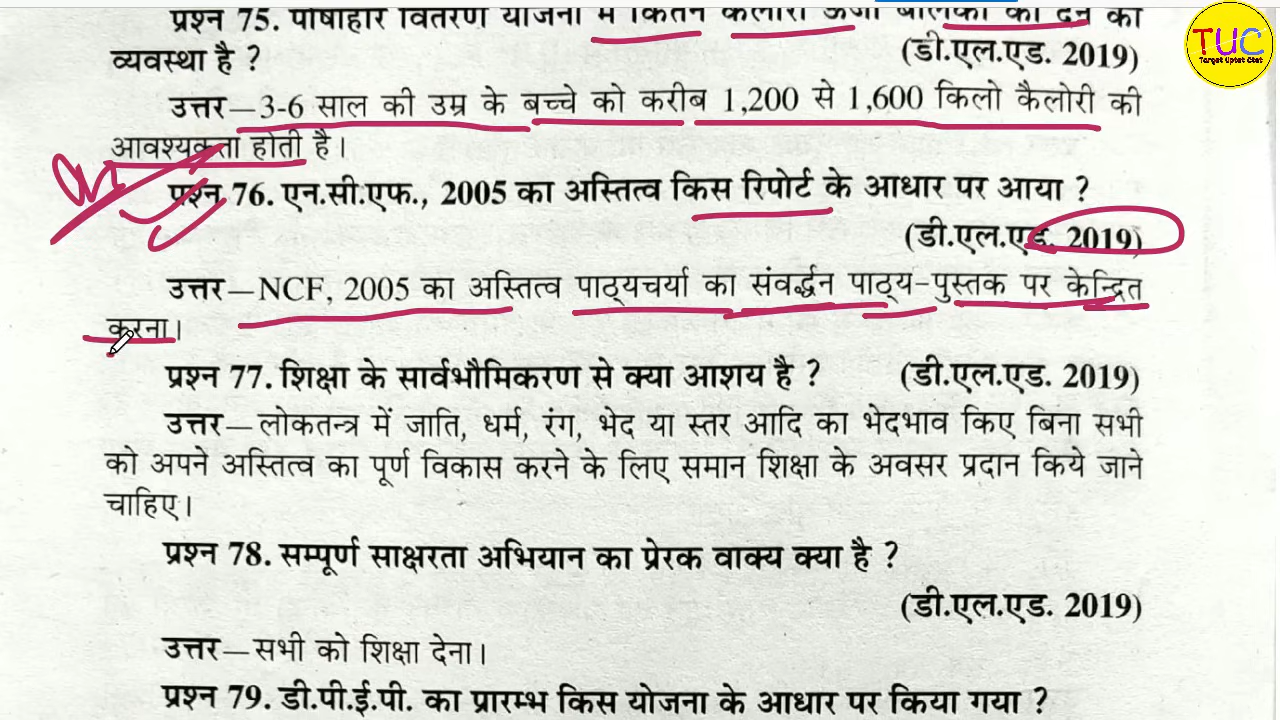 प्रश्न 75. पोषाहार वितरण योजना में कितने कैलोरी ऊर्जा बालकों को देने की
व्यवस्था है ? (डी.एल.एड. 2019)
उत्तर—3-6 साल की उम्र के बच्चे को करीब 1,200 से 1,600 किलो कैलोरी की
आवश्यकता होती है।
प्रश्न 76. एन.सी.एफ., 2005 का अस्तित्व किस रिपोर्ट के आधार पर आया ?
(डी.एल.एड. 2019)
उत्तर—NCF, 2005 का अस्तित्व पाठ्यचर्या का संवर्द्धन पाठ्य-पुस्तक पर केन्द्रित
करना।
प्रश्न 77. शिक्षा के सार्वभौमिकरण से क्या आशय है ? (डी.एल.एड. 2019)
उत्तर—लोकतन्त्र में जाति, धर्म, रंग, भेद या स्तर आदि का भेदभाव किए बिना सभी
को अपने अस्तित्व का पूर्ण विकास करने के लिए समान शिक्षा के अवसर प्रदान किये जाने
चाहिए।
प्रश्न 78. सम्पूर्ण साक्षरता अभियान का प्रेरक वाक्य क्या है ?
(डी.एल.एड. 2019)
उत्तर—सभी को शिक्षा देना।
प्रश्न 79. डी.पी.ई.पी. का प्रारम्भ किस योजना के आधार पर किया गया ?
TUC
Target Uptet Ctet